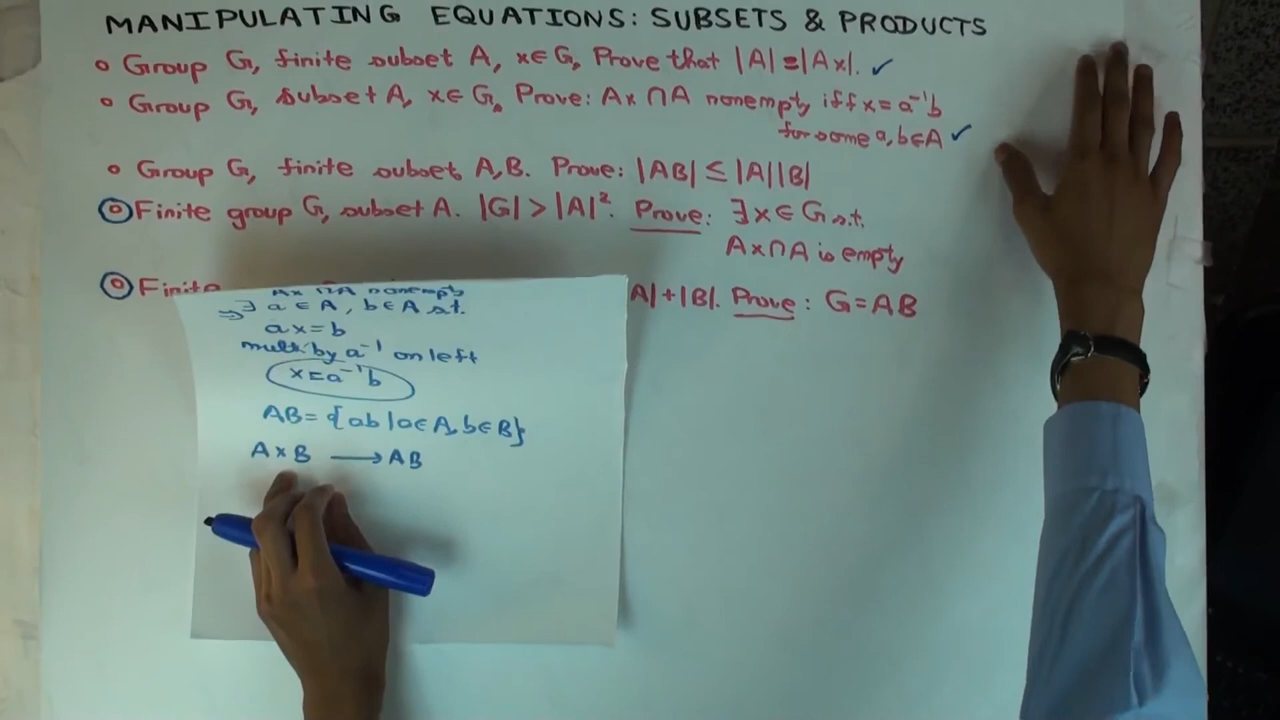 MANIPULATING EQUATIONS: SUBSETS & PRODUCTS
Group G, finite subset A, x∈G, Prove that |A|=|Ax|. ✓
Group G, subset A, x∈G. Prove: Ax∩A nonempty iff x=a⁻¹b
for some a,b∈A ✓
Group G, finite subset A,B. Prove: |AB| ≤ |A||B|
Finite group G, subset A. |G| > |A|². Prove: ∃x∈G s.t.
Ax∩A is empty
Finite
A|+|B|. Prove: G=AB
Ax∩A nonempty
⇒ ∃ a∈A, b∈A st.
ax=b
mult by a⁻¹ on left
x=a⁻¹b
AB={ab|a∈A,b∈B}
A×B ⟶ AB